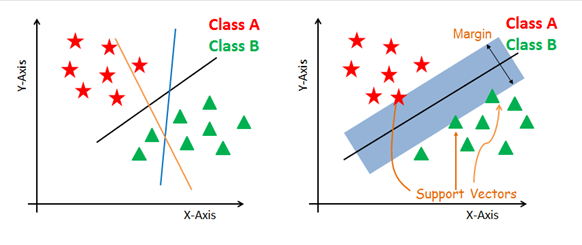 Class A
Class B
Y-Axis
X-Axis
Class A
Margin
Class B
Y-Axis
Support Vectors
X-Axis